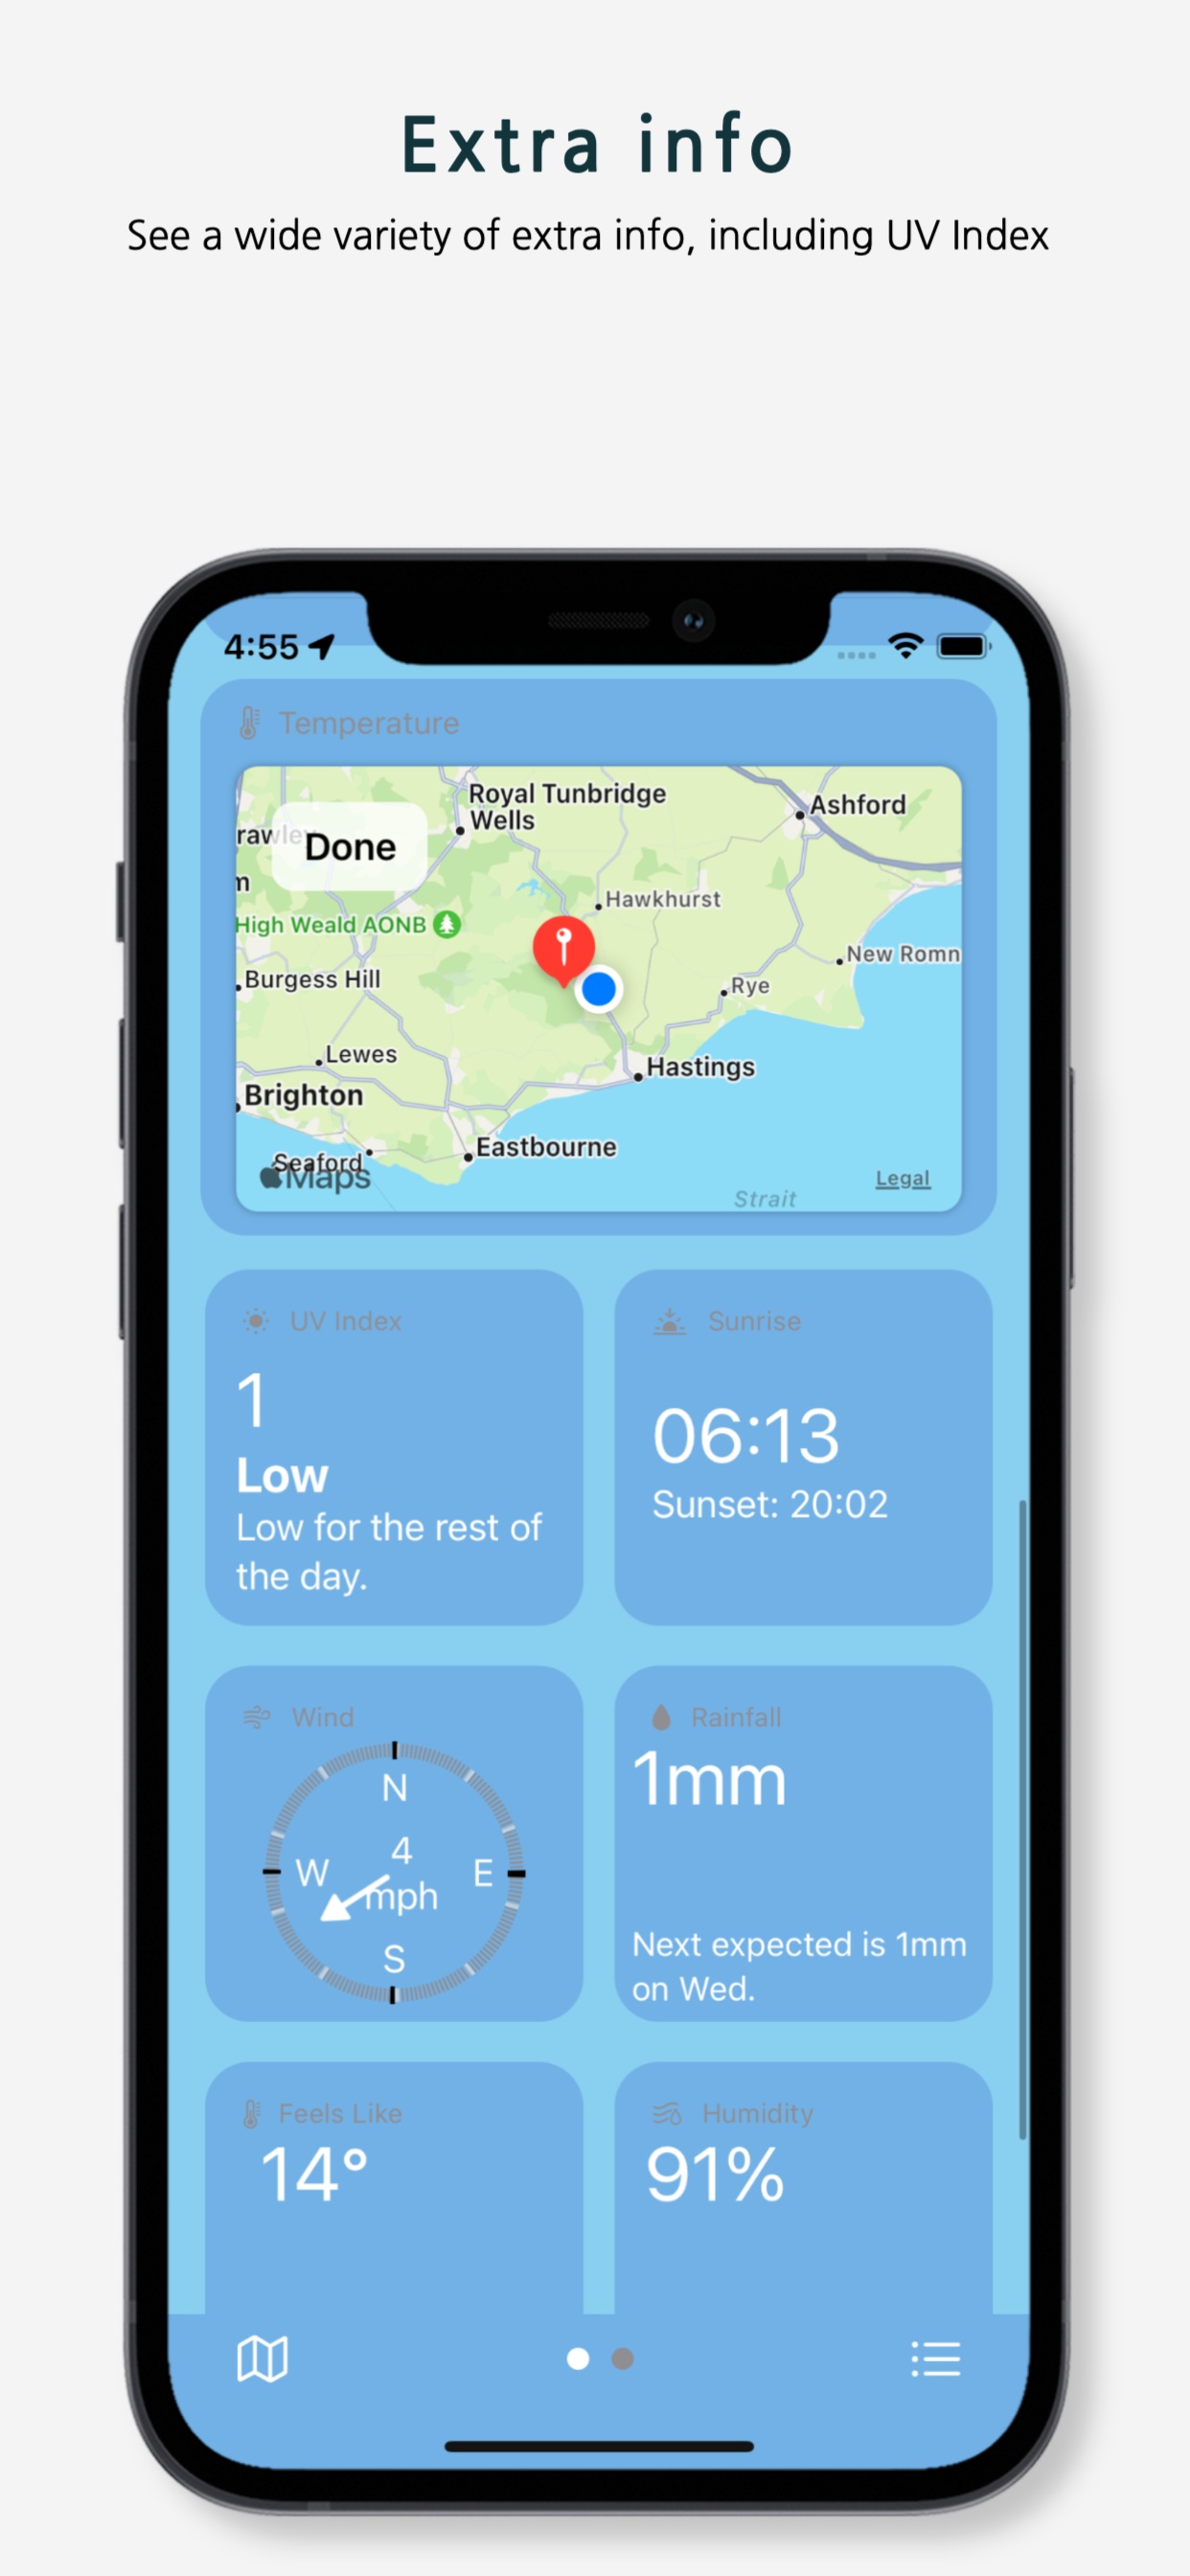 Extra info
See a wide variety of extra info, including UV Index
4:55
Temperature
Royal Tunbridge
Wells
Ashford
rawley
Done
m
Hawkhurst
High Weald AONB
New Romn
Burgess Hill
Rye
Lewes
Hastings
Brighton
Eastbourne
Seaford
Maps
Legal
Strait
UV Index
1
Low
Low for the rest of
the day.
Sunrise
06:13
Sunset: 20:02
Wind
N
4
W
E
mph
S
Rainfall
1mm
Next expected is 1mm
on Wed.
Feels Like
14°
Humidity
91%